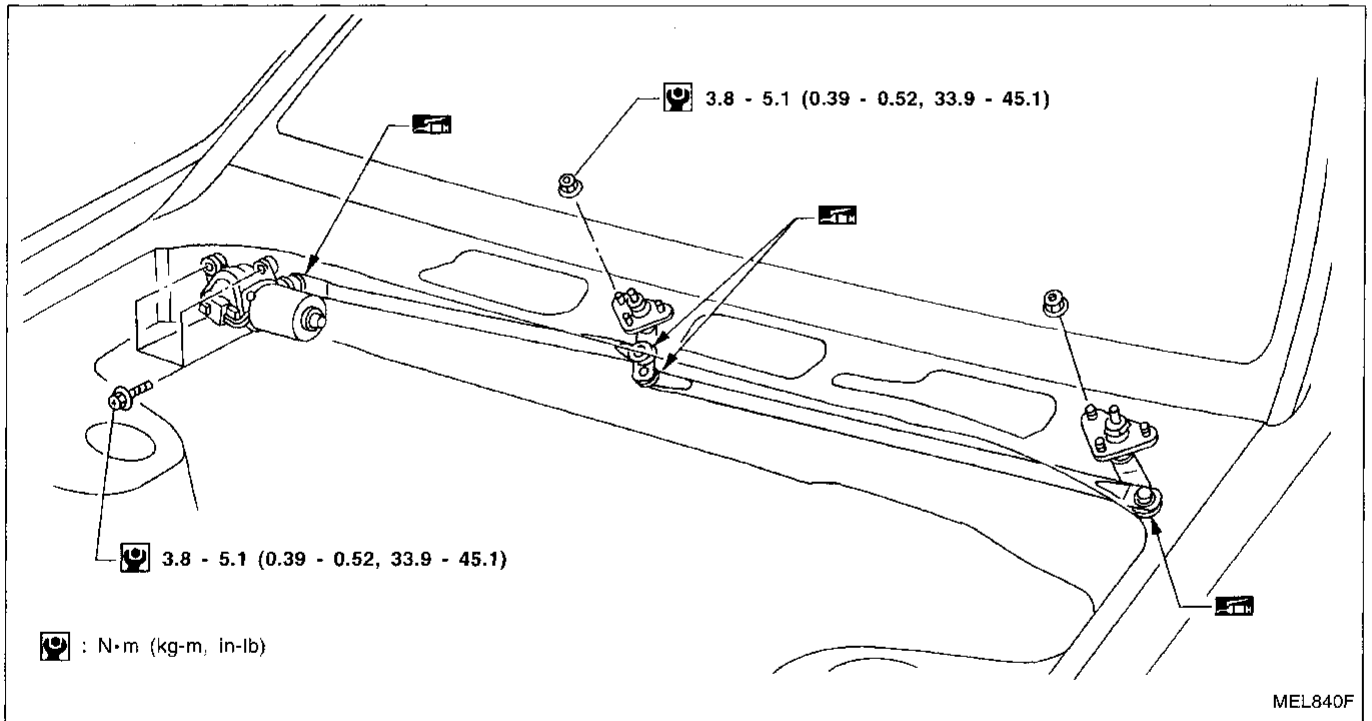 3.8 - 5.1 (0.39 - 0.52, 33.9 - 45.1)
3.8 - 5.1 (0.39 - 0.52, 33.9 - 45.1)
: N•m (kg-m, in-lb)
MEL840F